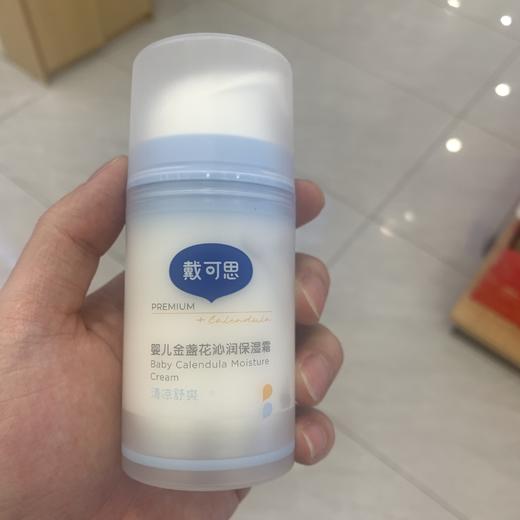 戴可思
PREMIUM
+ Calendula
婴儿金盏花沁润保湿霜
Baby Calendula Moisture
Cream
清凉舒爽